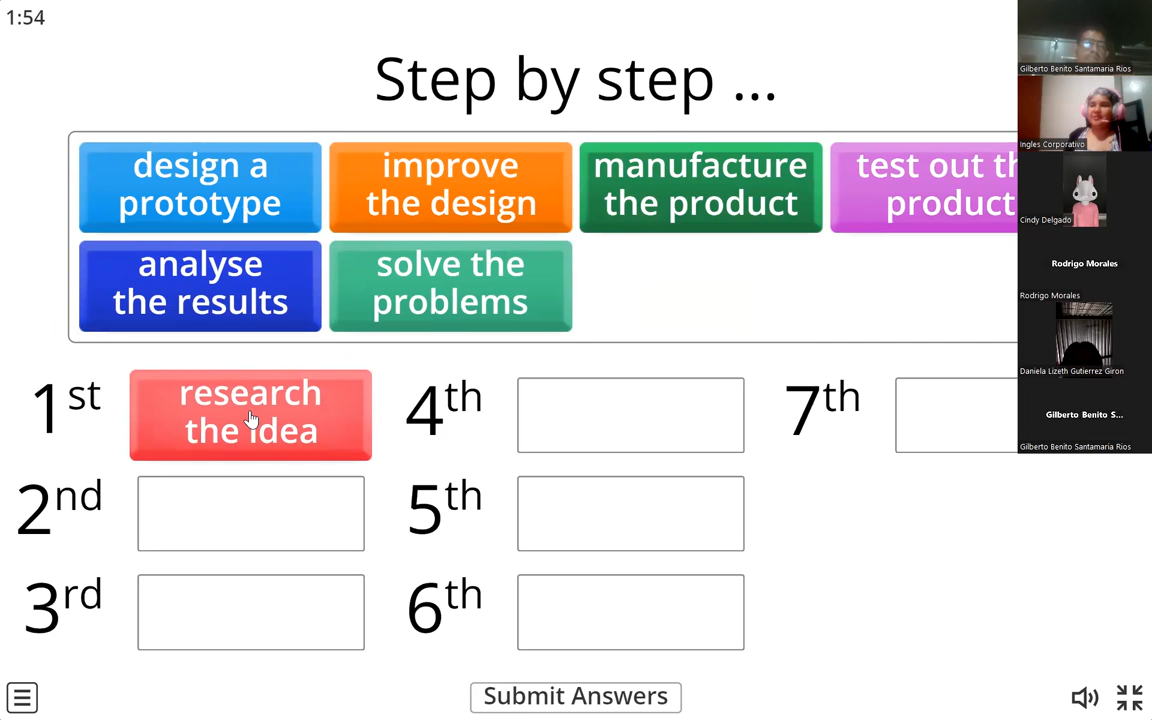 1:54
Step by step ...
design a
prototype
improve
the design
manufacture
the product
test out th
product
analyse
the results
solve the
problems
1st
research
the idea
2nd
3rd
4th
5th
6th
7th
Submit Answers
Gilberto Benito Santamaria Rios
Ingles Corporativo
Cindy Delgado
Rodrigo Morales
Rodrigo Morales
Daniela Lizeth Gutierrez Giron
Gilberto Benito S...
Gilberto Benito Santamaria Rios